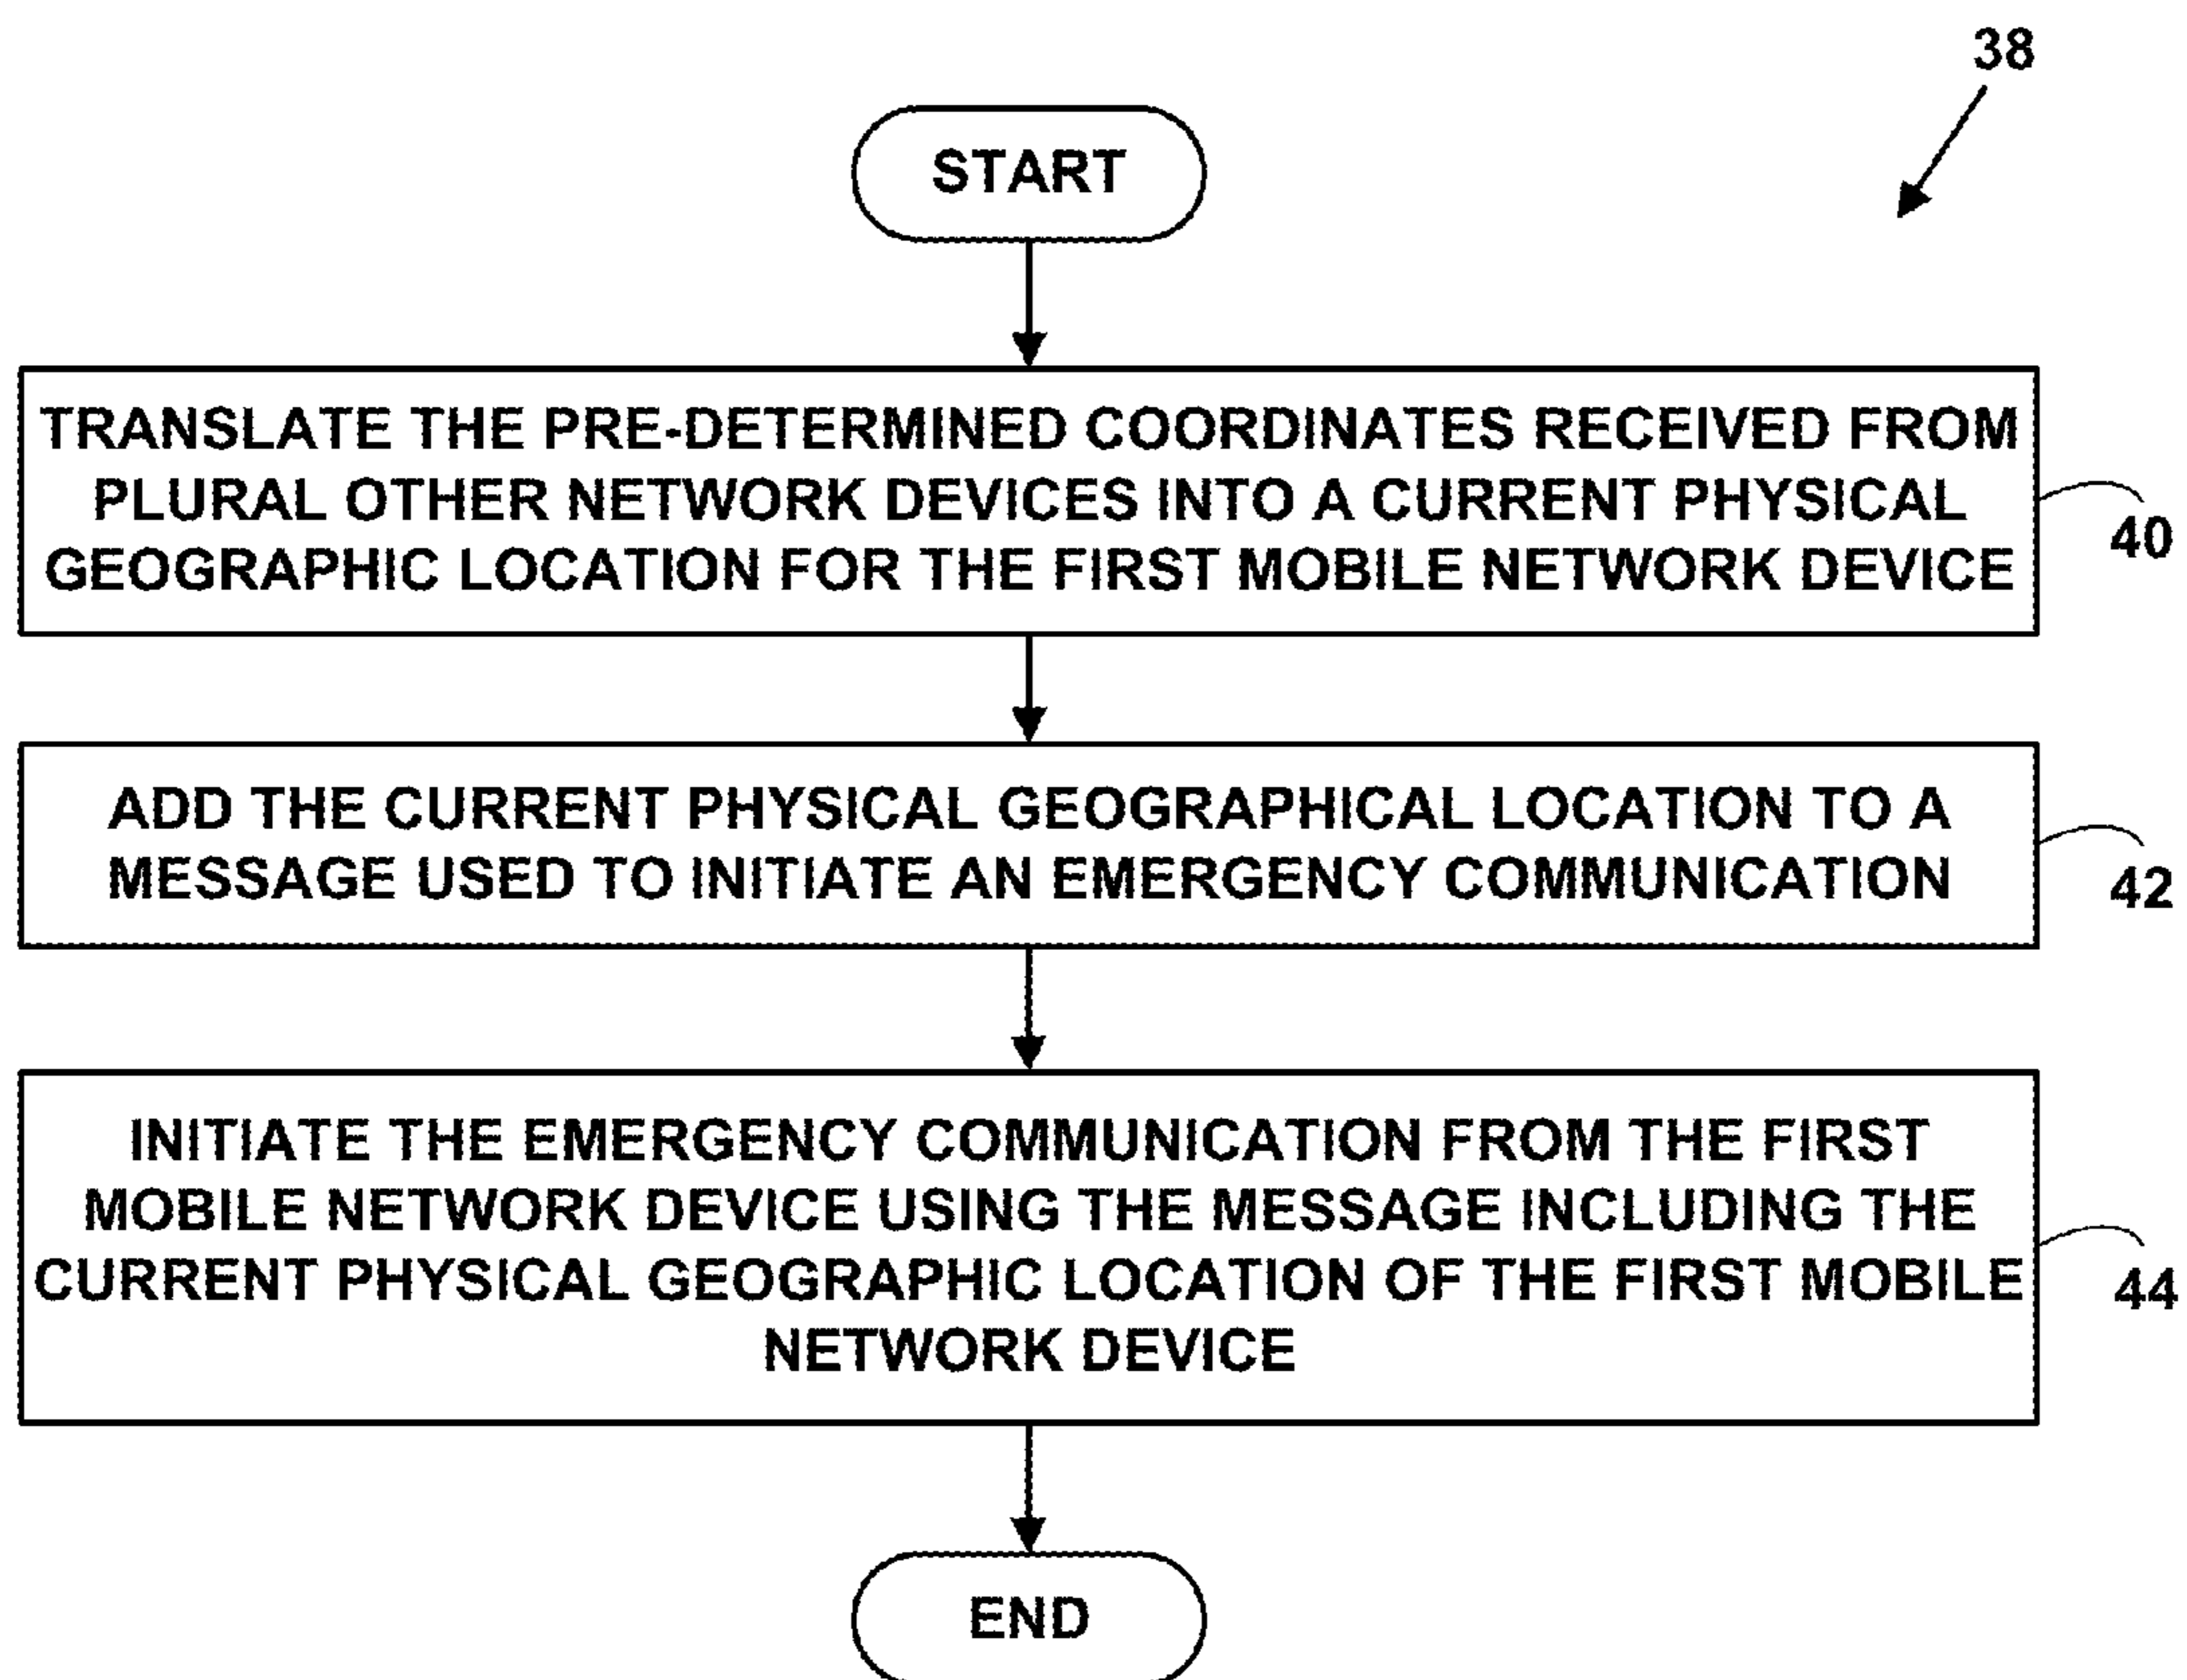 38
START
TRANSLATE THE PRE-DETERMINED COORDINATES RECEIVED FROM
PLURAL OTHER NETWORK DEVICES INTO A CURRENT PHYSICAL
GEOGRAPHIC LOCATION FOR THE FIRST MOBILE NETWORK DEVICE
40
ADD THE CURRENT PHYSICAL GEOGRAPHICAL LOCATION TO A
MESSAGE USED TO INITIATE AN EMERGENCY COMMUNICATION
42
INITIATE THE EMERGENCY COMMUNICATION FROM THE FIRST
MOBILE NETWORK DEVICE USING THE MESSAGE INCLUDING THE
CURRENT PHYSICAL GEOGRAPHIC LOCATION OF THE FIRST MOBILE
NETWORK DEVICE
44
END